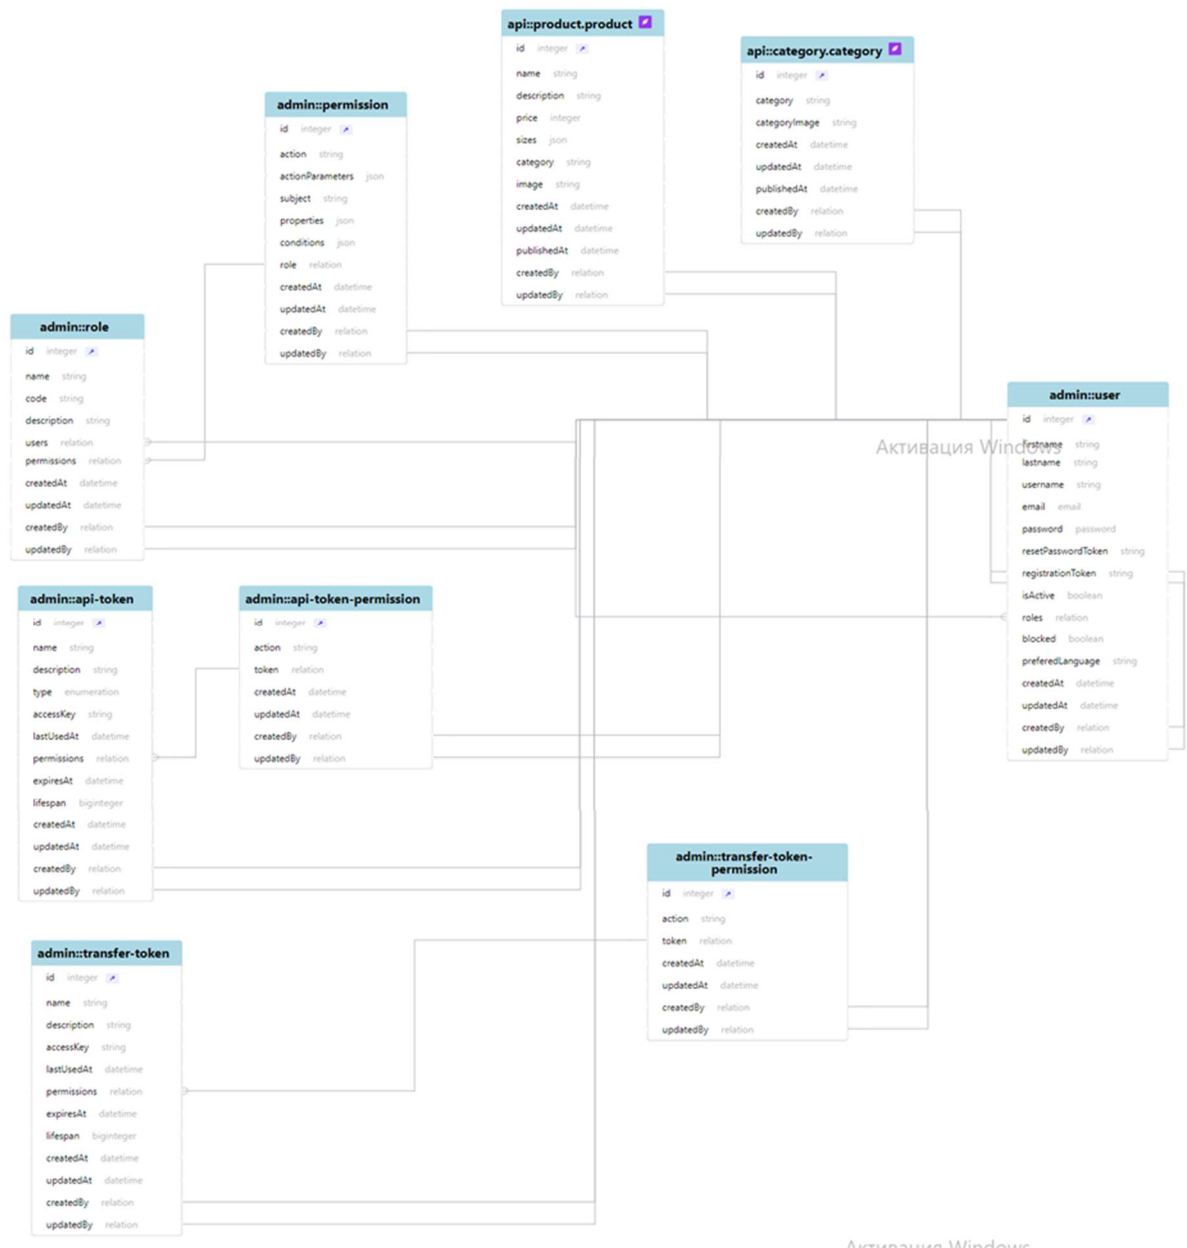 api::product.product
id integer
name string
description string
price integer
sizes json
category string
image string
createdAt datetime
updatedAt datetime
publishedAt datetime
createdBy relation
updatedBy relation
api::category.category
id integer
category string
categoryImage string
createdAt datetime
updatedAt datetime
publishedAt datetime
createdBy relation
updatedBy relation
admin::permission
id integer
action string
actionParameters json
subject string
properties json
conditions json
role relation
createdAt datetime
updatedAt datetime
createdBy relation
updatedBy relation
admin::role
id integer
name string
code string
description string
users relation
permissions relation
createdAt datetime
updatedAt datetime
createdBy relation
updatedBy relation
admin::user
id integer
Активация Windows
firstname string
lastname string
username string
email email
password password
resetPasswordToken string
registrationToken string
isActive boolean
roles relation
blocked boolean
preferedLanguage string
createdAt datetime
updatedAt datetime
createdBy relation
updatedBy relation
admin::api-token
id integer
name string
description string
type enumeration
accessKey string
lastUsedAt datetime
permissions relation
expiresAt datetime
lifespan biginteger
createdAt datetime
updatedAt datetime
createdBy relation
updatedBy relation
admin::api-token-permission
id integer
action string
token relation
createdAt datetime
updatedAt datetime
createdBy relation
updatedBy relation
admin::transfer-token-
permission
id integer
action string
token relation
createdAt datetime
updatedAt datetime
createdBy relation
updatedBy relation
admin::transfer-token
id integer
name string
description string
accessKey string
lastUsedAt datetime
permissions relation
expiresAt datetime
lifespan biginteger
createdAt datetime
updatedAt datetime
createdBy relation
updatedBy relation
Активация Windows